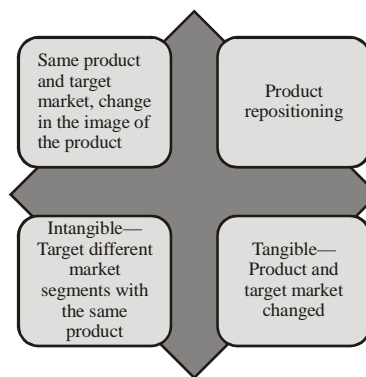 Same product
and target
market, change
in the image of
the product
Product
repositioning
Intangible—
Target different
market
segments with
the same
product
Tangible—
Product and
target market
changed